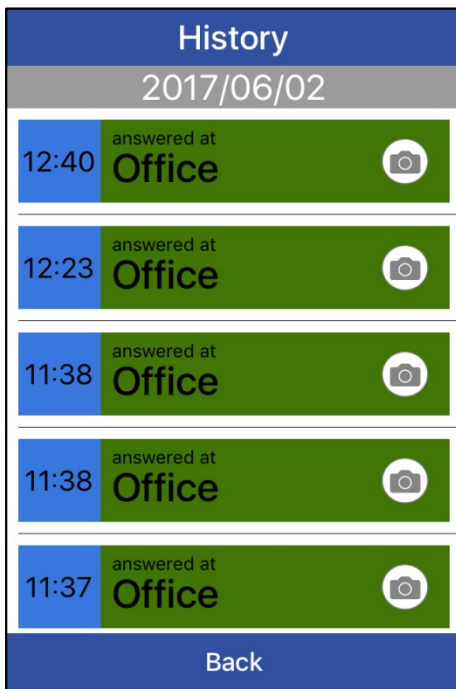 History
2017/06/02
12:40
answered at
Office
12:23
answered at
Office
11:38
answered at
Office
11:38
answered at
Office
11:37
answered at
Office
Back